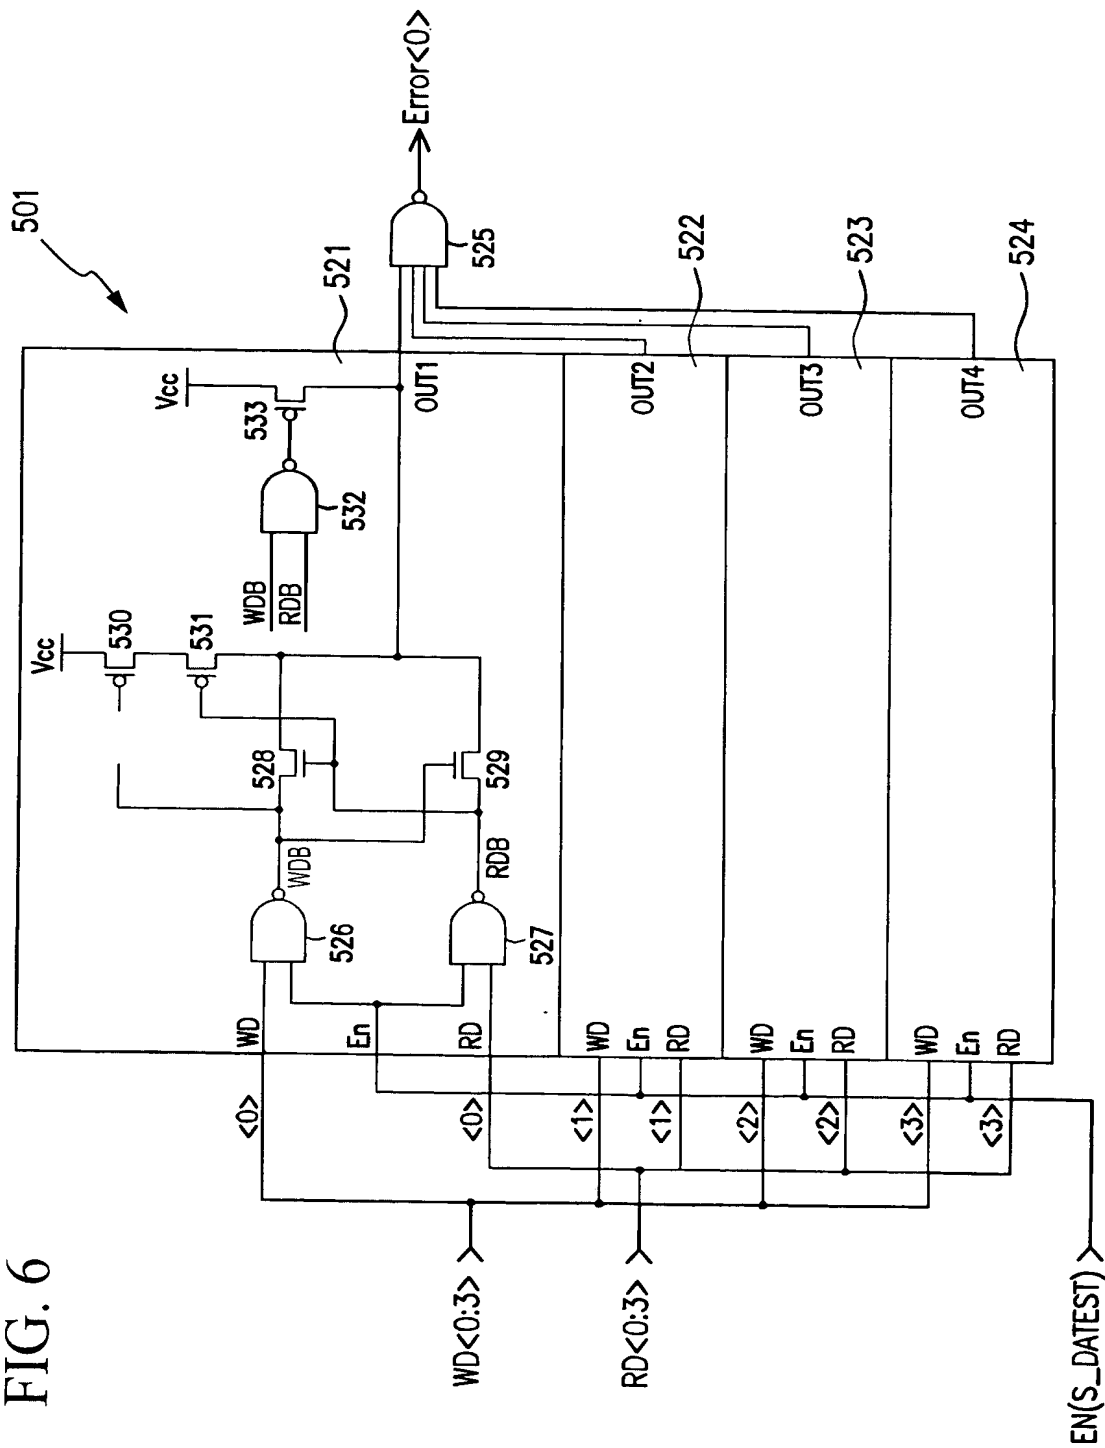 FIG. 6
501
Error<0>
525
521
522
523
524
Vcc
533
532
WDB
RDB
OUT1
OUT2
OUT3
OUT4
Vcc
530
531
528
529
WDB
RDB
526
527
WD
En
RD
WD
En
RD
WD
En
RD
WD
En
RD
<0>
<0>
<1>
<1>
<2>
<2>
<3>
<3>
WD<0:3>
RD<0:3>
EN(S_DATEST)